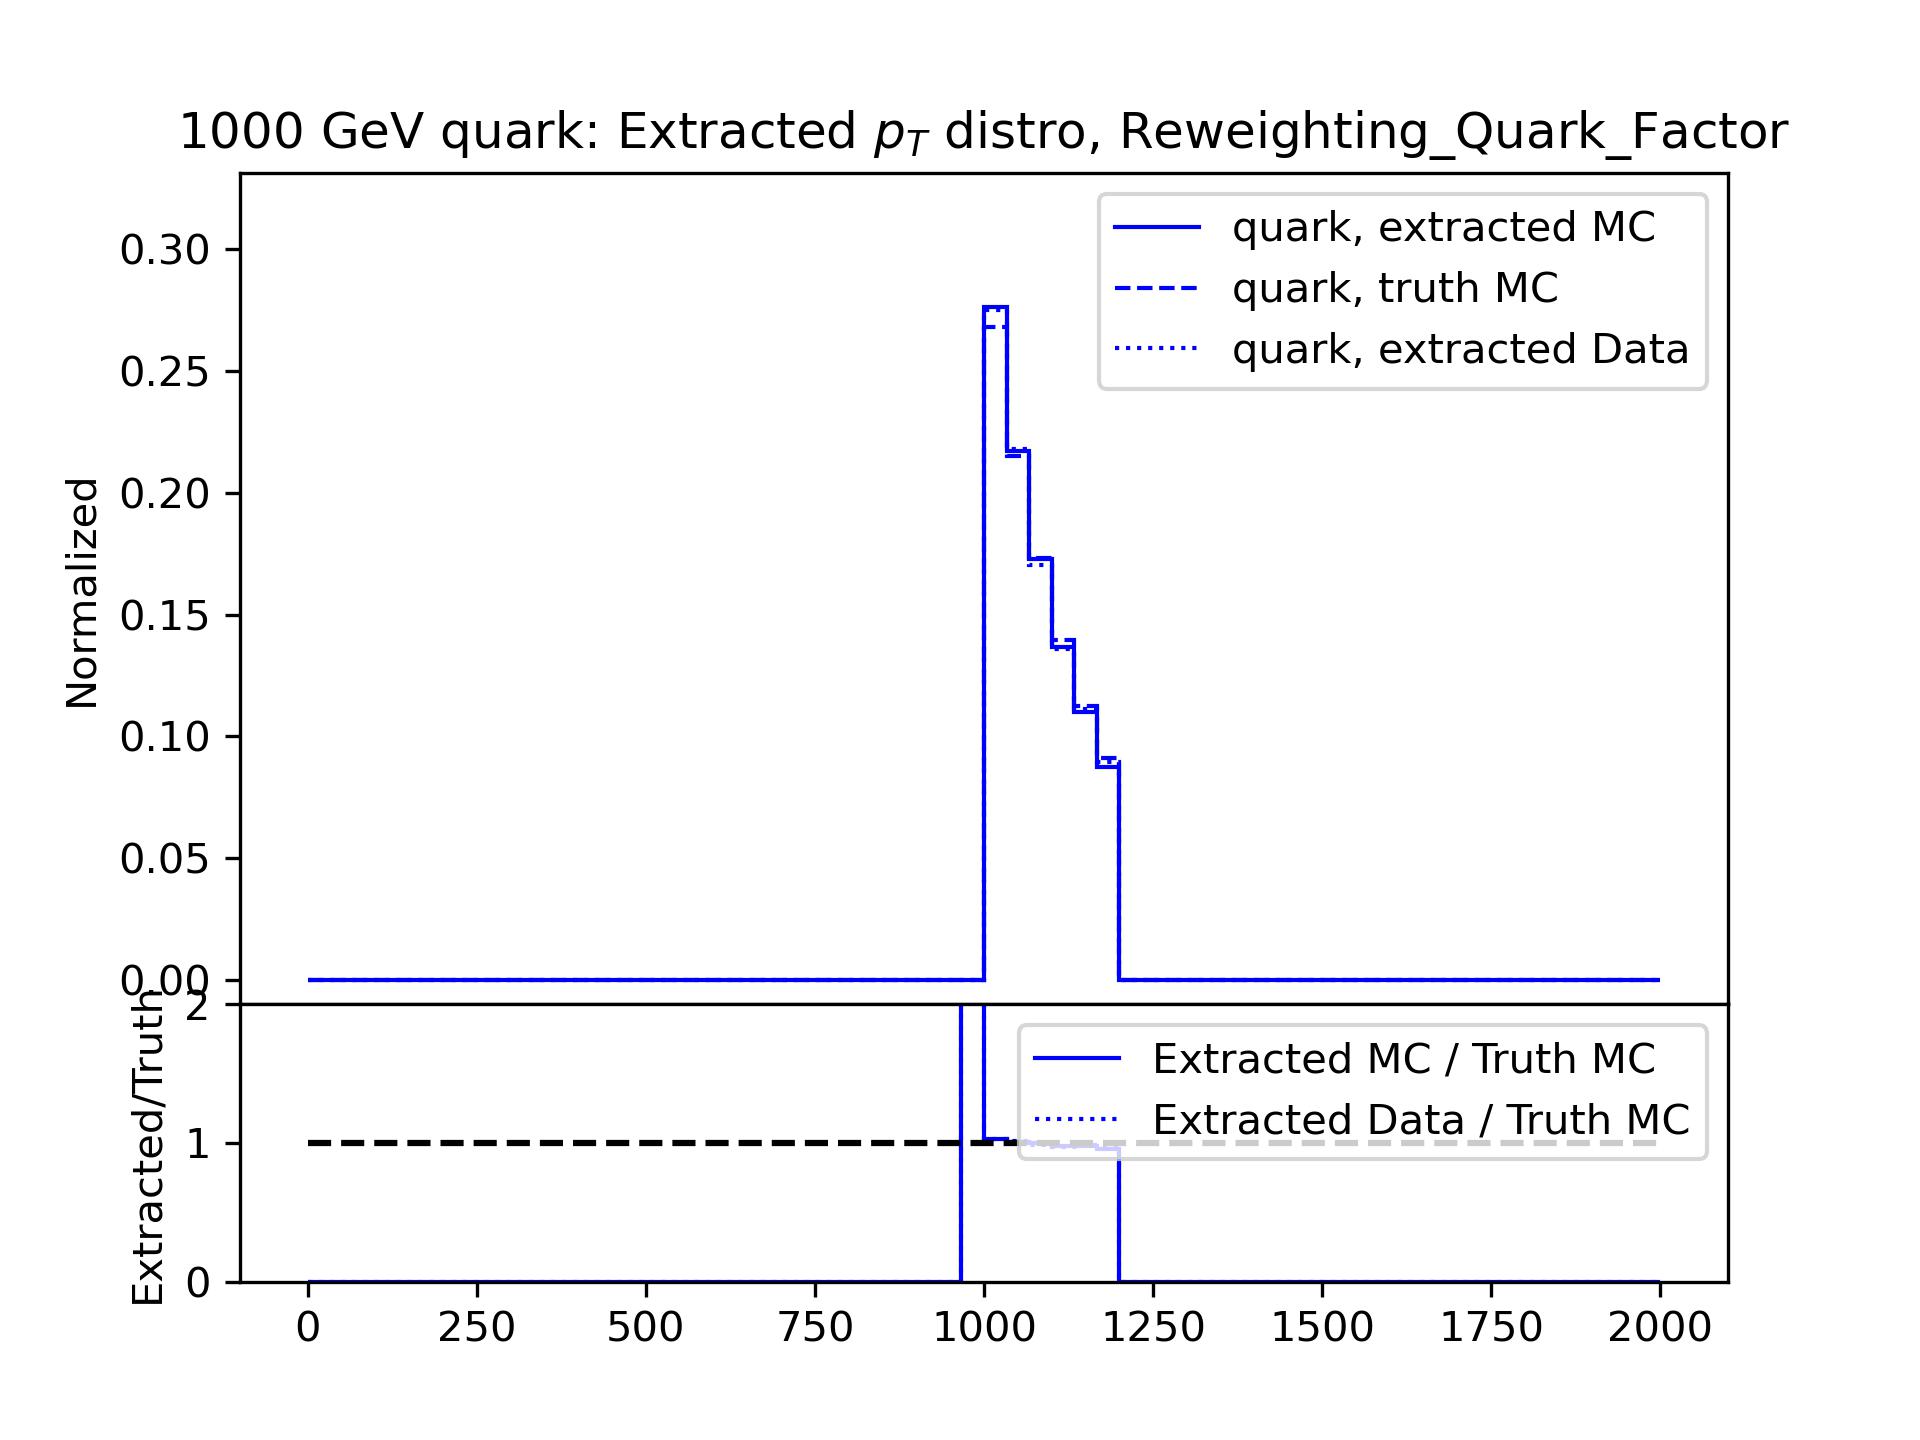 1000 GeV quark: Extracted p_T distro, Reweighting_Quark_Factor
quark, extracted MC
quark, truth MC
quark, extracted Data
Normalized
0.30
0.25
0.20
0.15
0.10
0.05
0.00
Extracted/Truth
2
1
0
Extracted MC / Truth MC
Extracted Data / Truth MC
0 250 500 750 1000 1250 1500 1750 2000